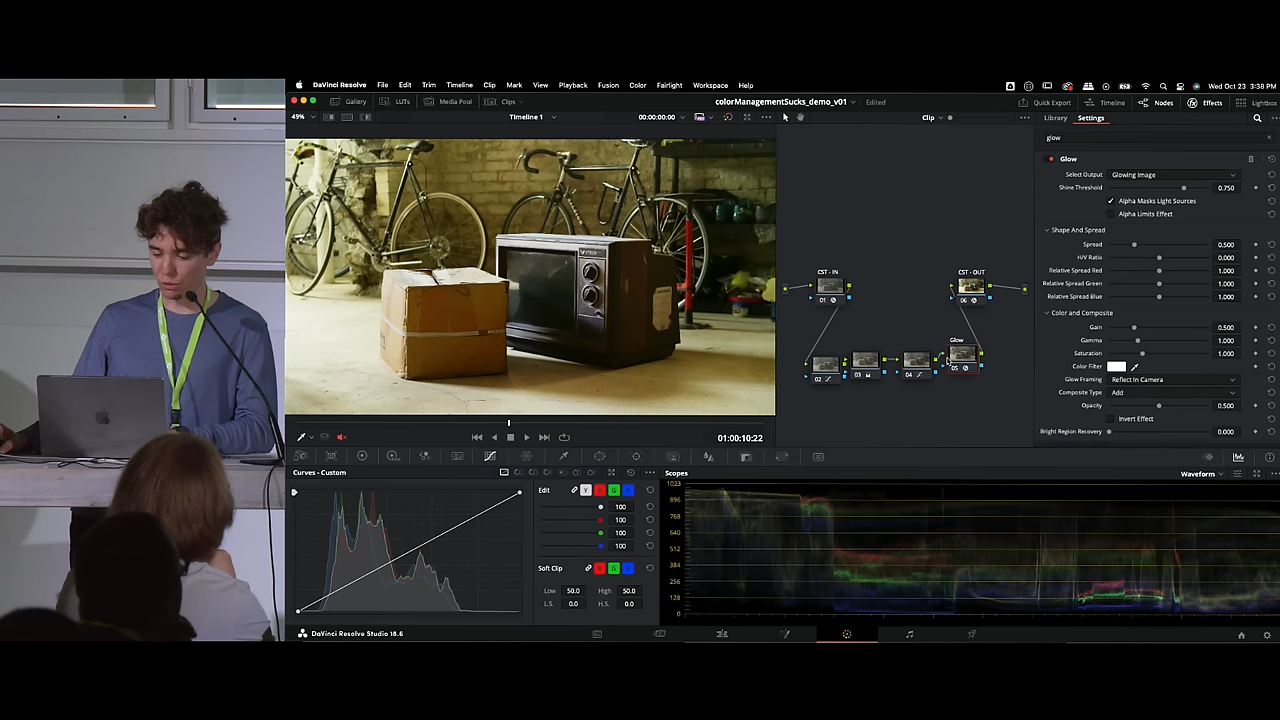 DaVinci Resolve File Edit Trim Timeline Clip Mark View Playback Fusion Color Fairlight Workspace Help
Wed Oct 23 3:38 PM
Gallery LUTs Media Pool Clips
colorManagementSucks_demo_v01 Edited
Quick Export Timeline Nodes Effects Lightbox
49% Timeline 1 00:00:00:00 Clip
Library Settings
glow
Glow
Select Output Glowing Image
Shine Threshold 0.750
Alpha Masks Light Sources
Alpha Limits Effect
Shape And Spread
Spread 0.500
H/V Ratio 0.000
Relative Spread Red 1.000
Relative Spread Green 1.000
Relative Spread Blue 1.000
Color and Composite
Gain 0.500
Gamma 1.000
Saturation 1.000
Color Filter
Glow Framing Reflect In Camera
Composite Type Add
Opacity 0.500
Invert Effect
Bright Region Recovery 0.000
CST - IN
01
CST - OUT
06
Glow
02
03
04
05
01:00:10:22
Curves - Custom
Edit Y R G B
100
100
100
100
Soft Clip R G B
Low 50.0 High 50.0
L.S. 0.0 H.S. 0.0
Scopes
Waveform
1023
896
768
640
512
384
256
128
0
DaVinci Resolve Studio 18.6